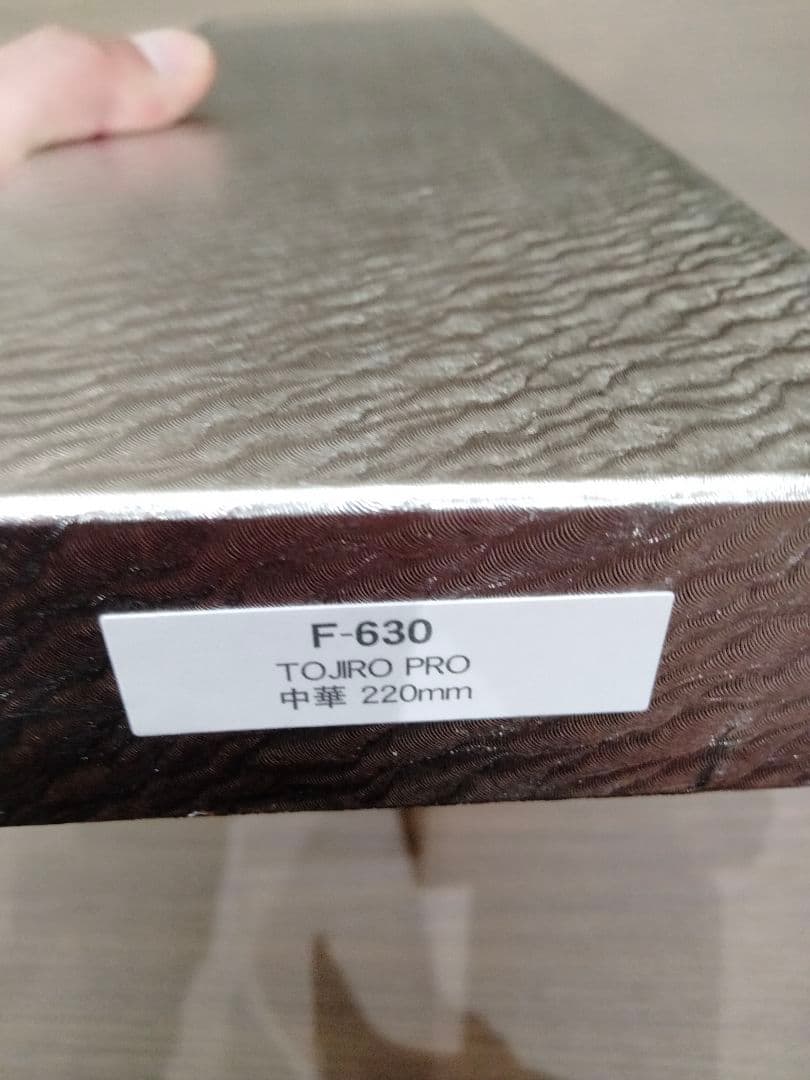 F-630
TOJIRO PRO
中華 220mm